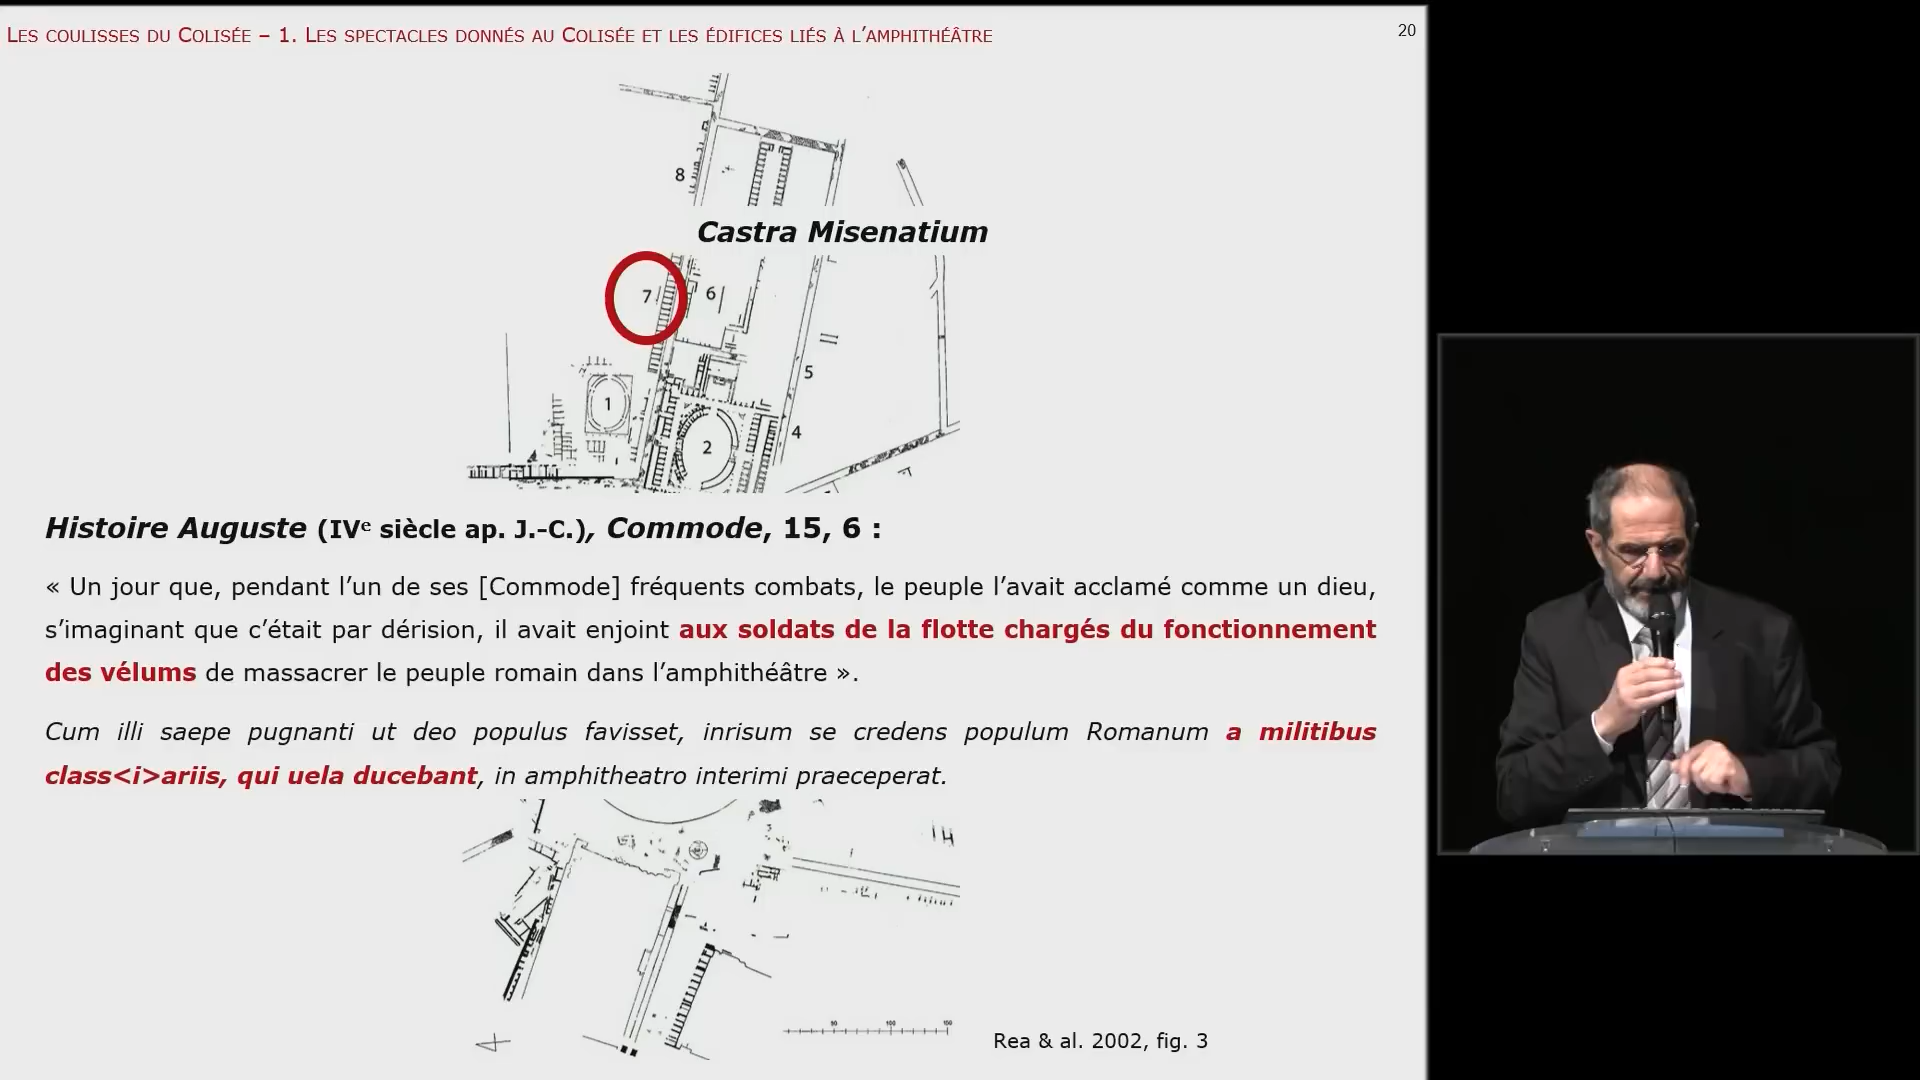 LES COULISSES DU COLISÉE – 1. LES SPECTACLES DONNÉS AU COLISÉE ET LES ÉDIFICES LIÉS À L’AMPHITHÉÂTRE
20
8
Castra Misenatium
7
6
5
1
4
2
Histoire Auguste (IVe siècle ap. J.-C.), Commode, 15, 6 :
« Un jour que, pendant l’un de ses [Commode] fréquents combats, le peuple l’avait acclamé comme un dieu,
s’imaginant que c’était par dérision, il avait enjoint aux soldats de la flotte chargés du fonctionnement
des vélums de massacrer le peuple romain dans l’amphithéâtre ».
Cum illi saepe pugnanti ut deo populus favisset, inrisum se credens populum Romanum a militibus
class<i>ariis, qui uela ducebant, in amphitheatro interimi praeceperat.
50 100 150
Rea & al. 2002, fig. 3